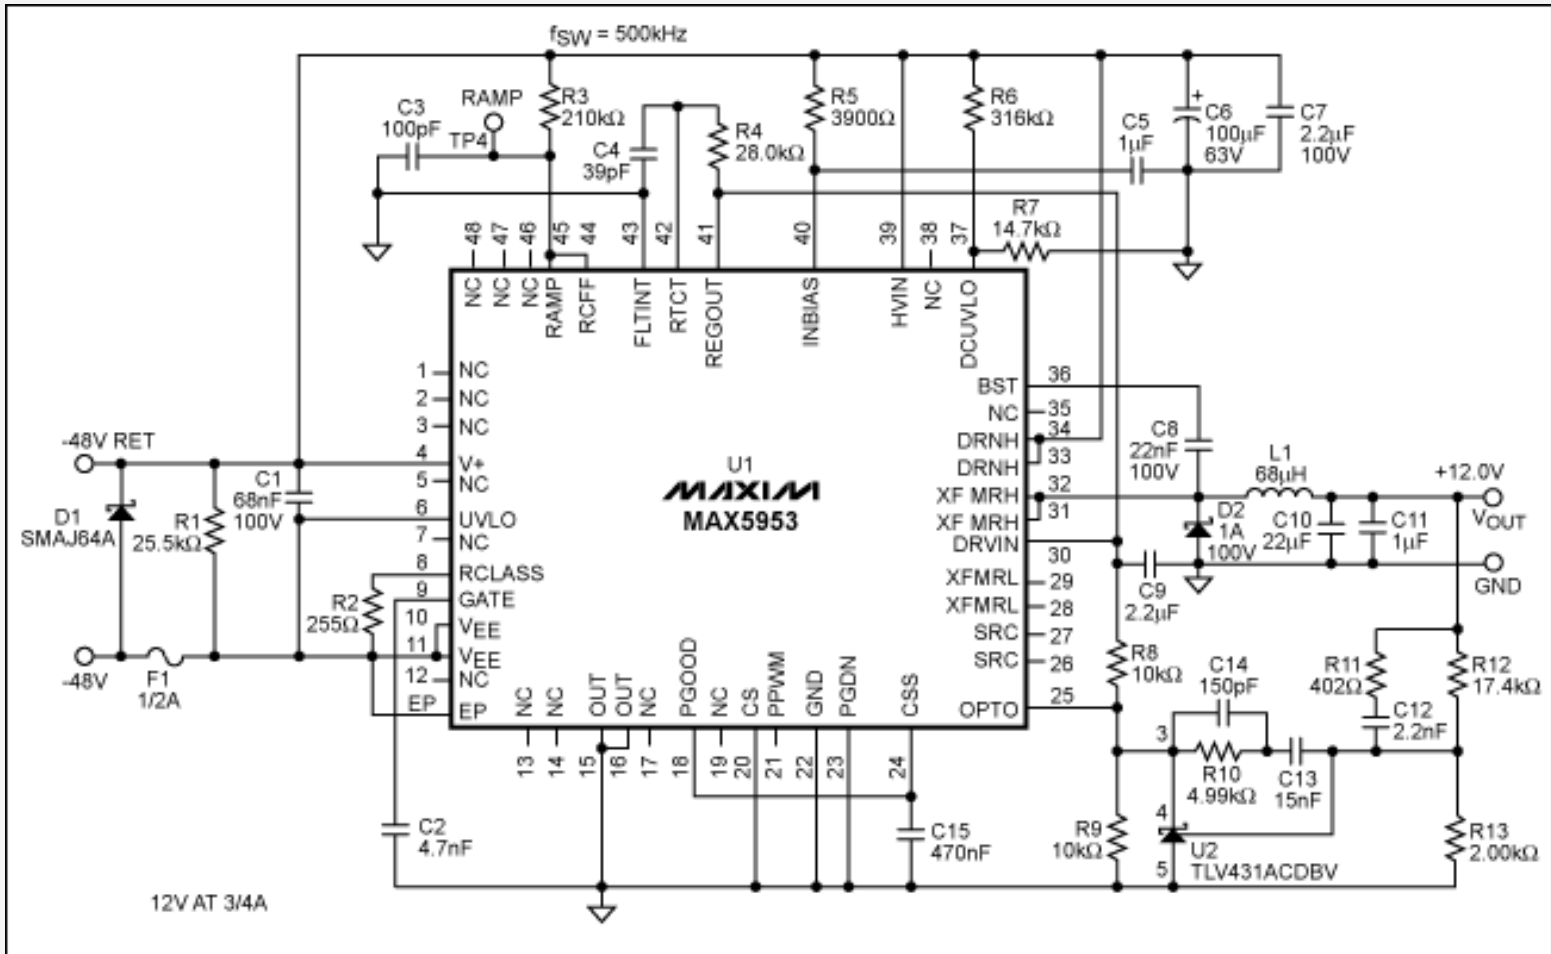 fSW = 500kHz
C3
100pF
RAMP
TP4
R3
210kΩ
C4
39pF
R4
28.0kΩ
R5
3900Ω
R6
316kΩ
C5
1µF
+
C6
100µF
63V
C7
2.2µF
100V
R7
14.7kΩ
48
47
46
45
44
43
42
41
40
39
38
37
NC
NC
NC
RAMP
RCFF
FLTINT
RTCT
REGOUT
INBIAS
HVIN
NC
DCUVLO
1 NC
2 NC
3 NC
4 V+
5 NC
6 UVLO
7 NC
8 RCLASS
9 GATE
10 VEE
11 VEE
12 NC
EP EP
-48V RET
D1
SMAJ64A
R1
25.5kΩ
C1
68nF
100V
R2
255Ω
-48V
F1
1/2A
U1
MAXIM
MAX5953
BST 36
NC 35
DRNH 34
DRNH 33
XF MRH 32
XF MRH 31
DRVIN 30
XFMRL 29
XFMRL 28
SRC 27
SRC 26
OPTO 25
C8
22nF
100V
L1
68µH
+12.0V
VOUT
D2
1A
100V
C10
22µF
C11
1µF
GND
C9
2.2µF
R8
10kΩ
C14
150pF
R11
402Ω
R12
17.4kΩ
C12
2.2nF
3
R10
4.99kΩ
C13
15nF
4
U2
TLV431ACDBV
5
R9
10kΩ
R13
2.00kΩ
NC
NC
OUT
OUT
NC
PGOOD
NC
CS
PPWM
GND
PGDN
CSS
13
14
15
16
17
18
19
20
21
22
23
24
C2
4.7nF
C15
470nF
12V AT 3/4A